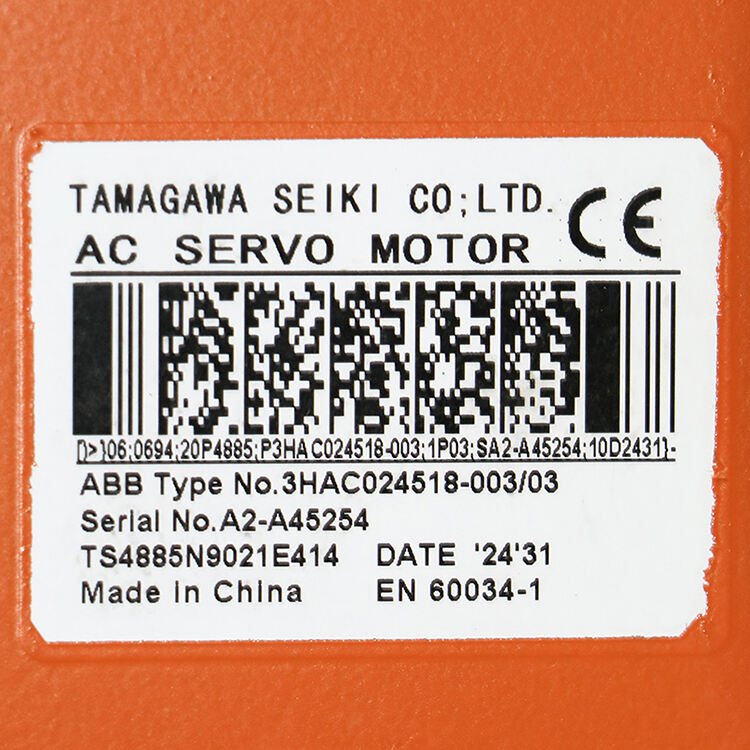 TAMAGAWA SEIKI CO;LTD.
CE
AC SERVO MOTOR
[)>}06;0694;20P4885;P3HAC024518-003;1P03;SA2-A45254;10D2431}-
ABB Type No.3HAC024518-003/03
Serial No.A2-A45254
TS4885N9021E414 DATE '24'31
Made in China EN 60034-1